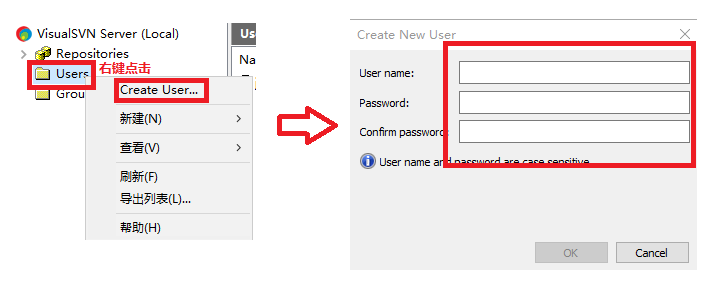 VisualSVN Server (Local)
Repositories
Users
右键点击
Grou
Create User...
新建(N)
查看(V)
刷新(F)
导出列表(L)...
帮助(H)
Use
Na
Create New User
User name:
Password:
Confirm password:
User name and password are case sensitive
OK
Cancel